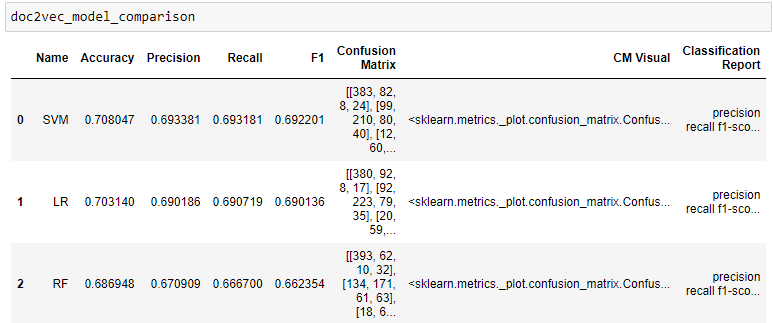 doc2vec_model_comparison
Name Accuracy Precision Recall F1 Confusion Matrix CM Visual Classification Report
0 SVM 0.708047 0.693381 0.693181 0.692201 [[383, 82, 8, 24], [99, 210, 80, 40], [12, 60,... <sklearn.metrics._plot.confusion_matrix.Confus... precision recall f1-sco...
1 LR 0.703140 0.690186 0.690719 0.690136 [[380, 92, 8, 17], [92, 223, 79, 35], [20, 59,... <sklearn.metrics._plot.confusion_matrix.Confus... precision recall f1-sco...
2 RF 0.686948 0.670909 0.666700 0.662354 [[393, 62, 10, 32], [134, 171, 61, 63], [18, 6... <sklearn.metrics._plot.confusion_matrix.Confus... precision recall f1-sco...